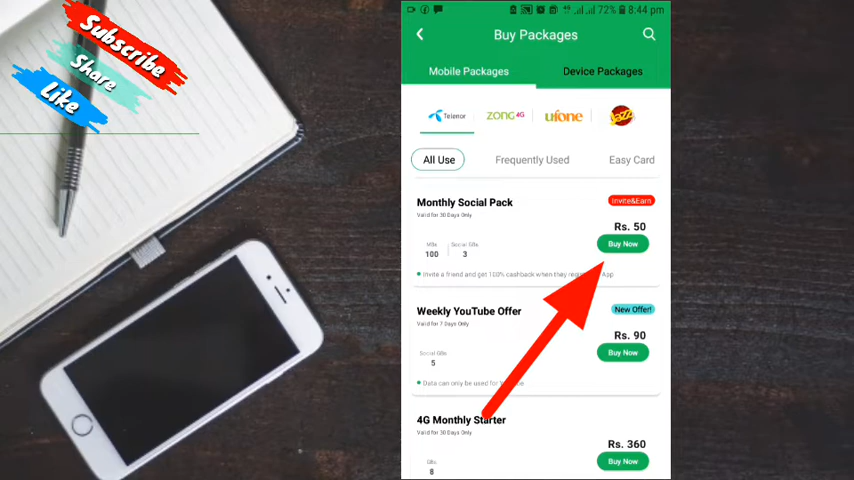 Subscribe
Share
Like
4G 72% 8:44 pm
Buy Packages
Mobile Packages
Device Packages
Telenor
ZONG 4G
ufone
Jazz
All Use
Frequently Used
Easy Card
Monthly Social Pack
Invite&Earn
Valid for 30 Days Only
Rs. 50
MBs
Social GBs
Buy Now
100
3
Invite a friend and get 100% cashback when they App
Weekly YouTube Offer
New Offer!
Valid for 7 Days Only
Rs. 90
Social GBs
Buy Now
5
Data can only be used for
4G Monthly Starter
Valid for 30 Days Only
Rs. 360
GBs
Buy Now
8